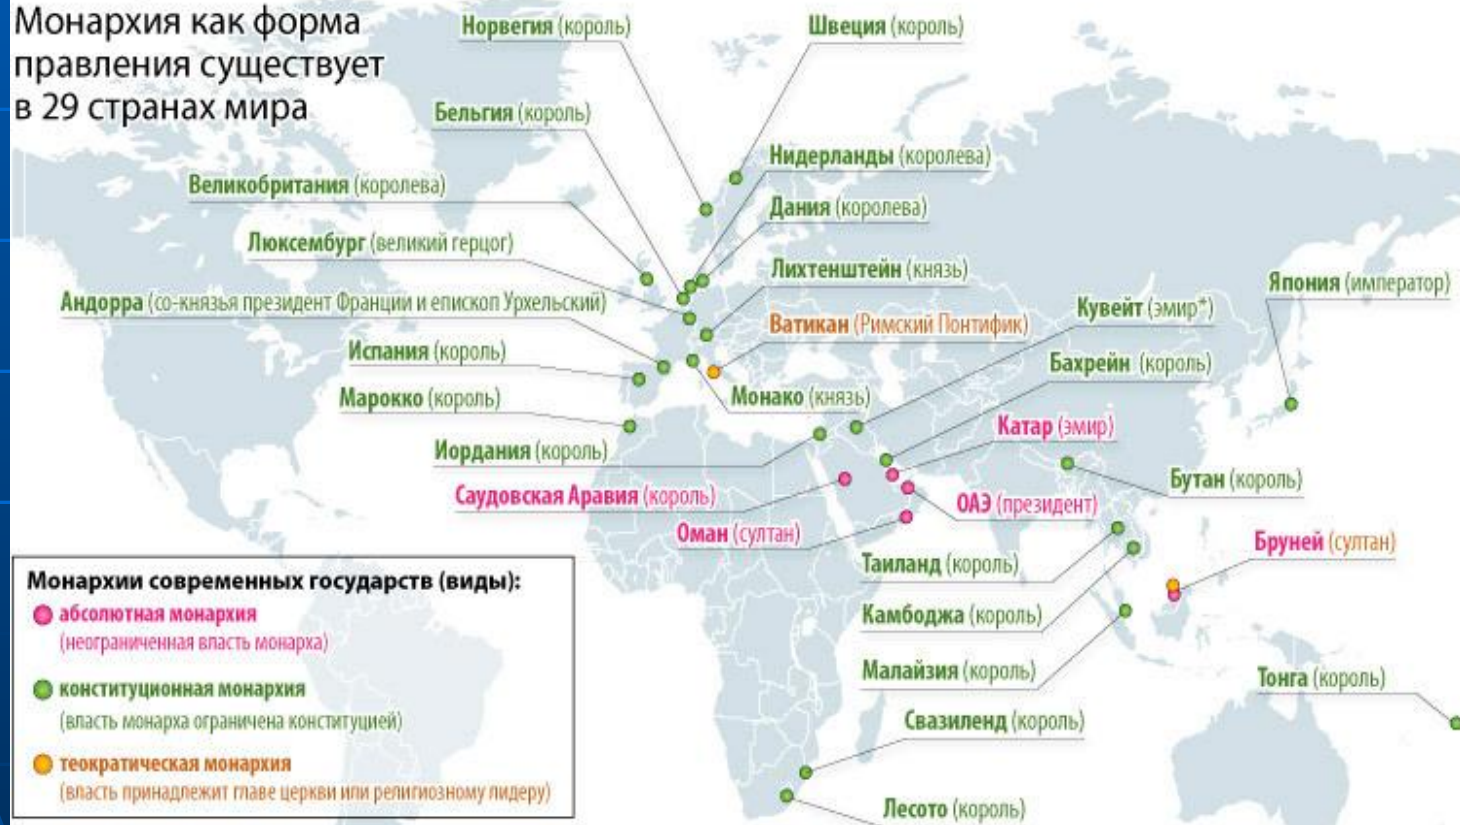 Монархия как форма
правления существует
в 29 странах мира
Норвегия (король)
Швеция (король)
Бельгия (король)
Нидерланды (королева)
Великобритания (королева)
Дания (королева)
Люксембург (великий герцог)
Лихтенштейн (князь)
Япония (император)
Андорра (со-князья президент Франции и епископ Урхельский)
Кувейт (эмир*)
Ватикан (Римский Понтифик)
Испания (король)
Бахрейн (король)
Марокко (король)
Монако (князь)
Катар (эмир)
Иордания (король)
Бутан (король)
Саудовская Аравия (король)
ОАЭ (президент)
Оман (султан)
Бруней (султан)
Таиланд (король)
Камбоджа (король)
Малайзия (король)
Тонга (король)
Свазиленд (король)
Лесото (король)
Монархии современных государств (виды):
абсолютная монархия
(неограниченная власть монарха)
конституционная монархия
(власть монарха ограничена конституцией)
теократическая монархия
(власть принадлежит главе церкви или религиозному лидеру)